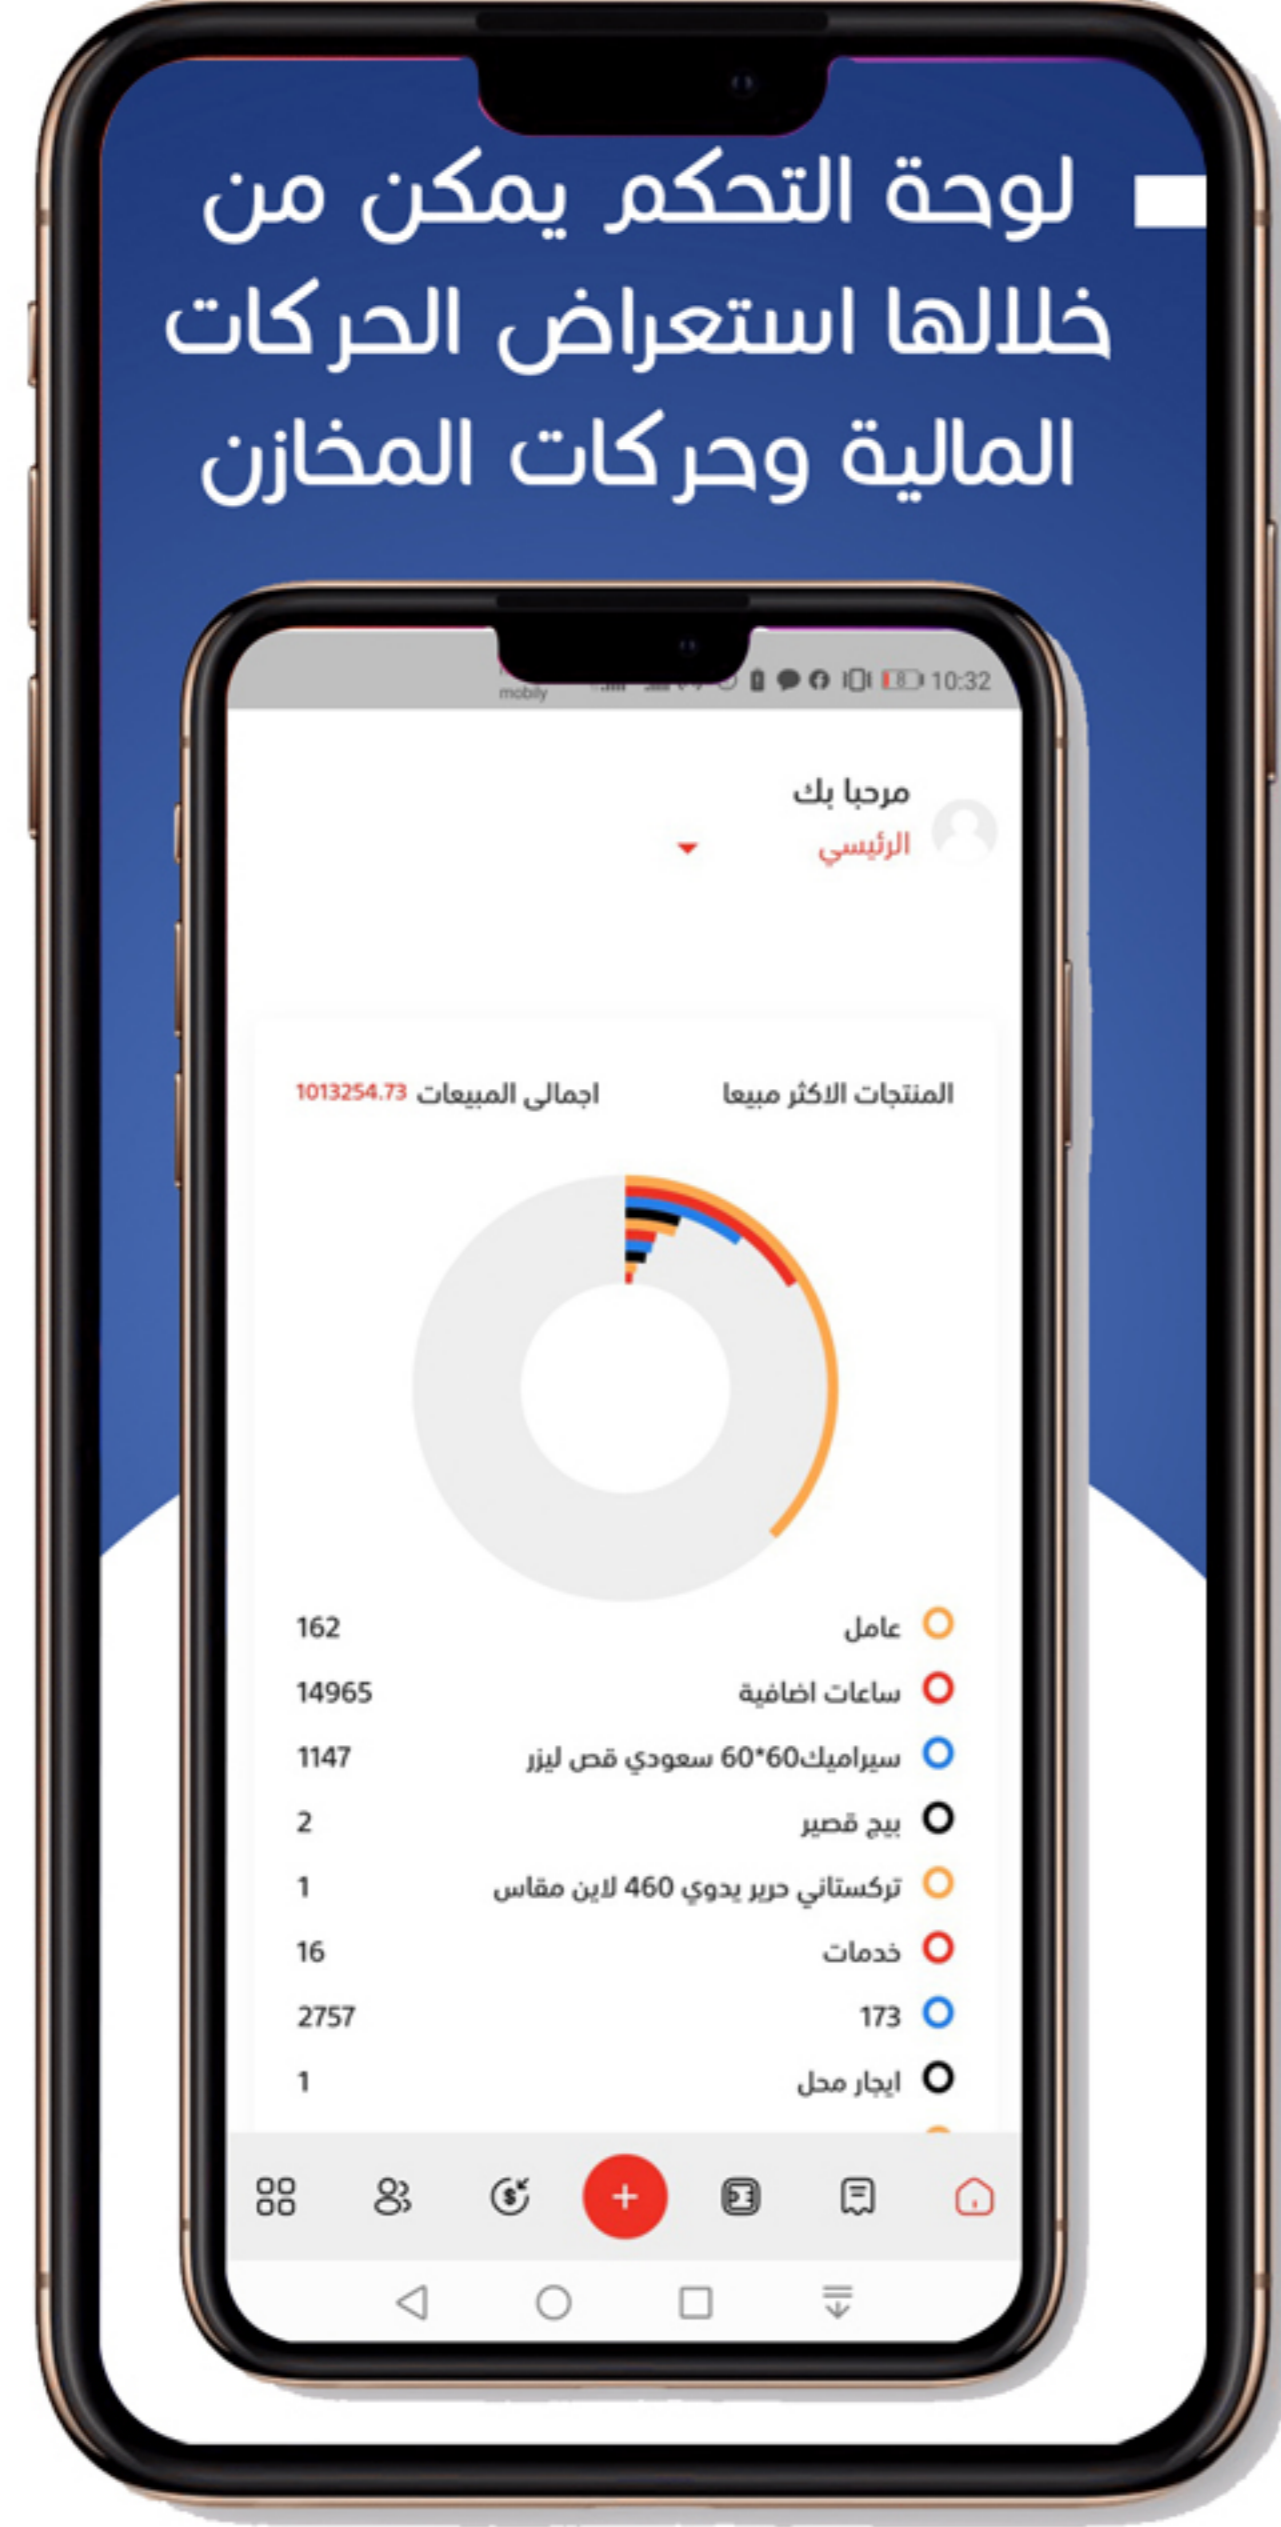 لوحة التحكم يمكن من
خلالها استعراض الحركات
المالية وحركات المخازن
mobily
8 10:32
مرحبا بك
الرئيسي
المنتجات الاكثر مبيعا
اجمالى المبيعات 1013254.73
عامل 162
ساعات اضافية 14965
سيراميك60*60 سعودي قص ليزر 1147
بيج قصير 2
تركستاني حرير يدوي 460 لاين مقاس 1
خدمات 16
173 2757
ايجار محل 1